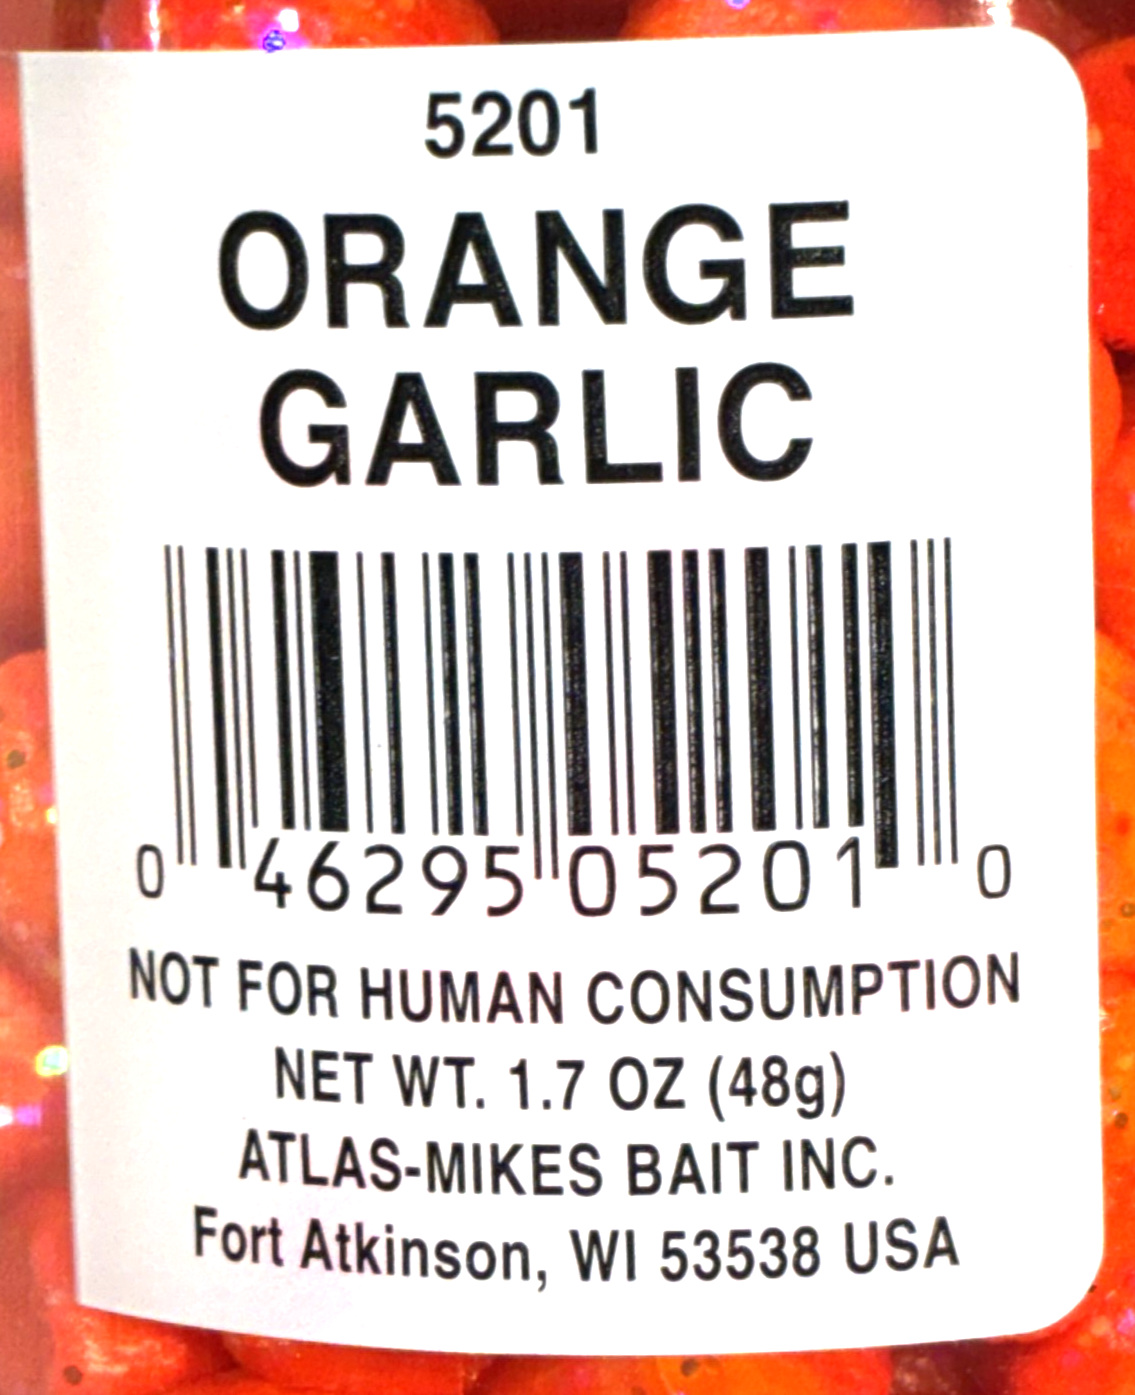 5201
ORANGE
GARLIC
0 46295 05201 0
NOT FOR HUMAN CONSUMPTION
NET WT. 1.7 OZ (48g)
ATLAS-MIKES BAIT INC.
Fort Atkinson, WI 53538 USA